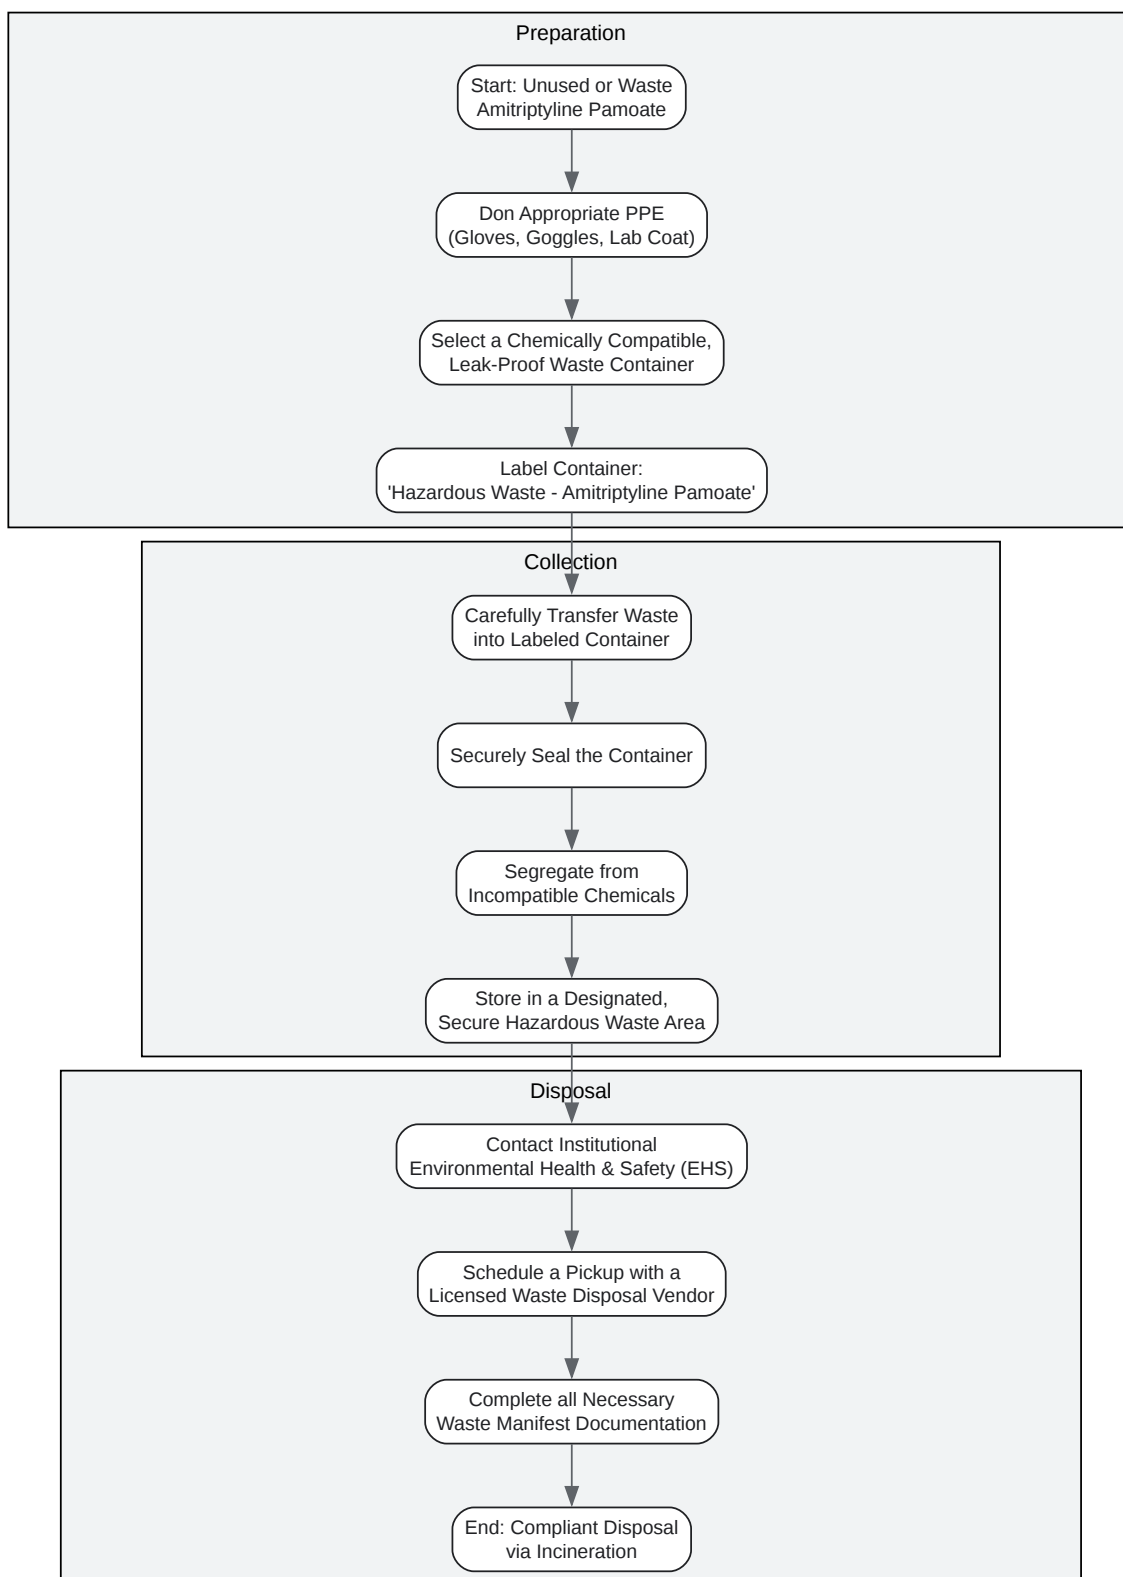 Preparation
Start: Unused or Waste
Amitriptyline Pamoate
Don Appropriate PPE
(Gloves, Goggles, Lab Coat)
Select a Chemically Compatible,
Leak-Proof Waste Container
Label Container:
'Hazardous Waste - Amitriptyline Pamoate'
Collection
Carefully Transfer Waste
into Labeled Container
Securely Seal the Container
Segregate from
Incompatible Chemicals
Store in a Designated,
Secure Hazardous Waste Area
Disposal
Contact Institutional
Environmental Health & Safety (EHS)
Schedule a Pickup with a
Licensed Waste Disposal Vendor
Complete all Necessary
Waste Manifest Documentation
End: Compliant Disposal
via Incineration